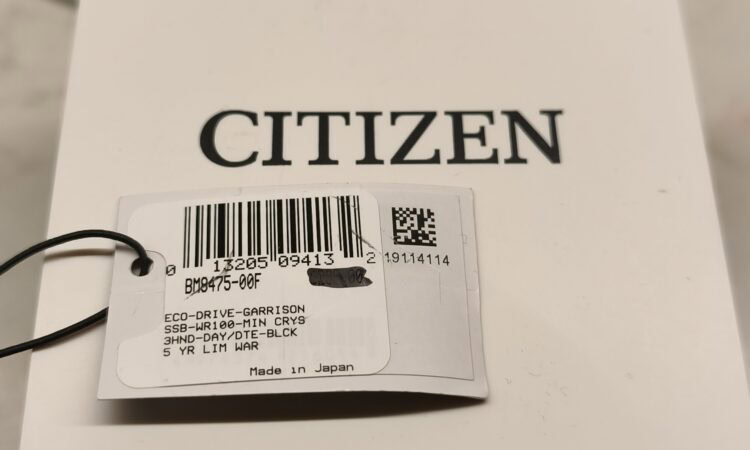 CITIZEN
0 13205 09413 2
19114114
BM8475-00F
ECO-DRIVE-GARRISON
SSB-WR100-MIN CRYS
3HND-DAY/DTE-BLCK
5 YR LIM WAR
Made in Japan